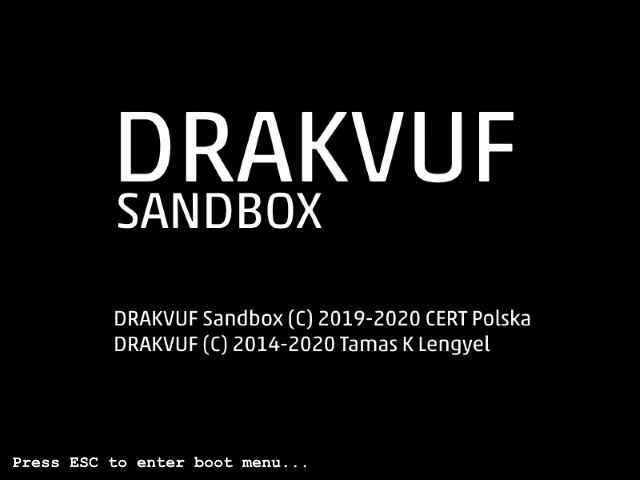 DRAKVUF
SANDBOX
DRAKVUF Sandbox (C) 2019-2020 CERT Polska
DRAKVUF (C) 2014-2020 Tamas K Lengyel
Press ESC to enter boot menu...